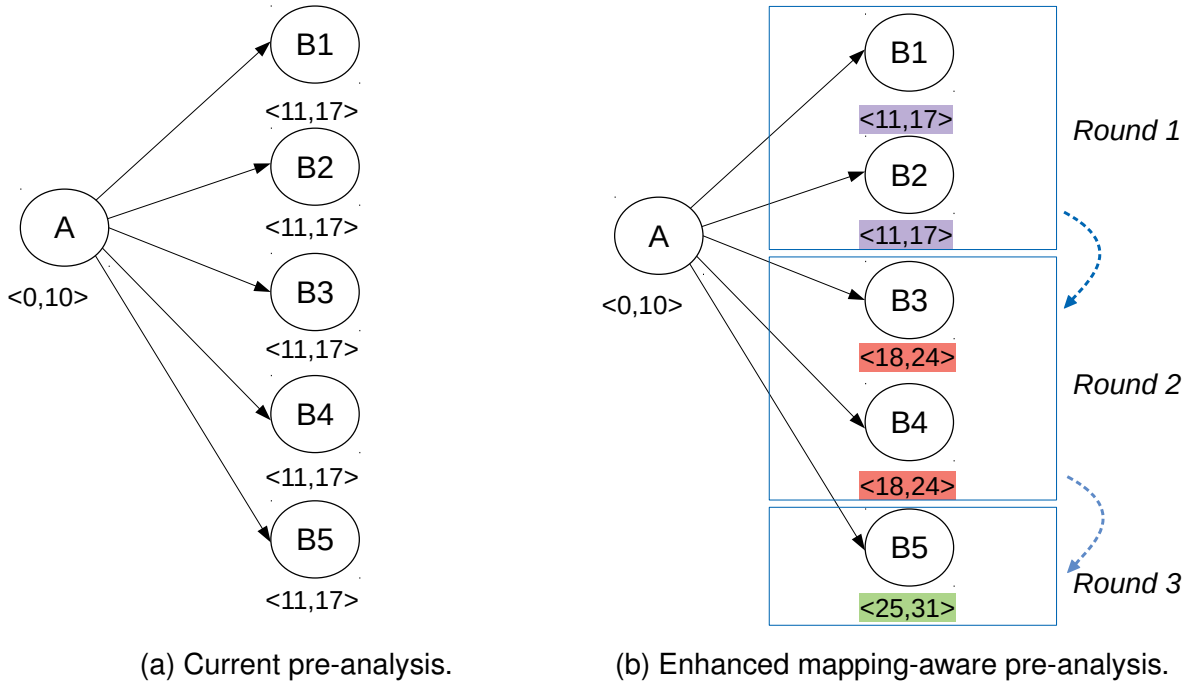 B1
<11,17>
B2
<11,17>
A
<0,10>
B3
<11,17>
B4
<11,17>
B5
<11,17>
(a) Current pre-analysis.
B1
<11,17>
Round 1
B2
<11,17>
A
<0,10>
B3
<18,24>
Round 2
B4
<18,24>
B5
<25,31>
Round 3
(b) Enhanced mapping-aware pre-analysis.